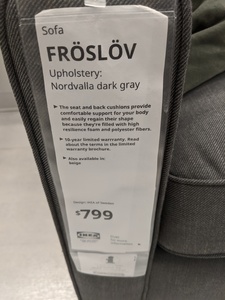 Sofa
FRÖSLÖV
Upholstery:
Nordvalla dark gray
▸ The seat and back cushions provide
comfortable support for your body
and easily regain their shape
because they're filled with high
resilience foam and polyester fibers.
▸ 10-year limited warranty. Read
about the terms in the limited
warranty brochure.
▸ Also available in
beige
$799
IKEA